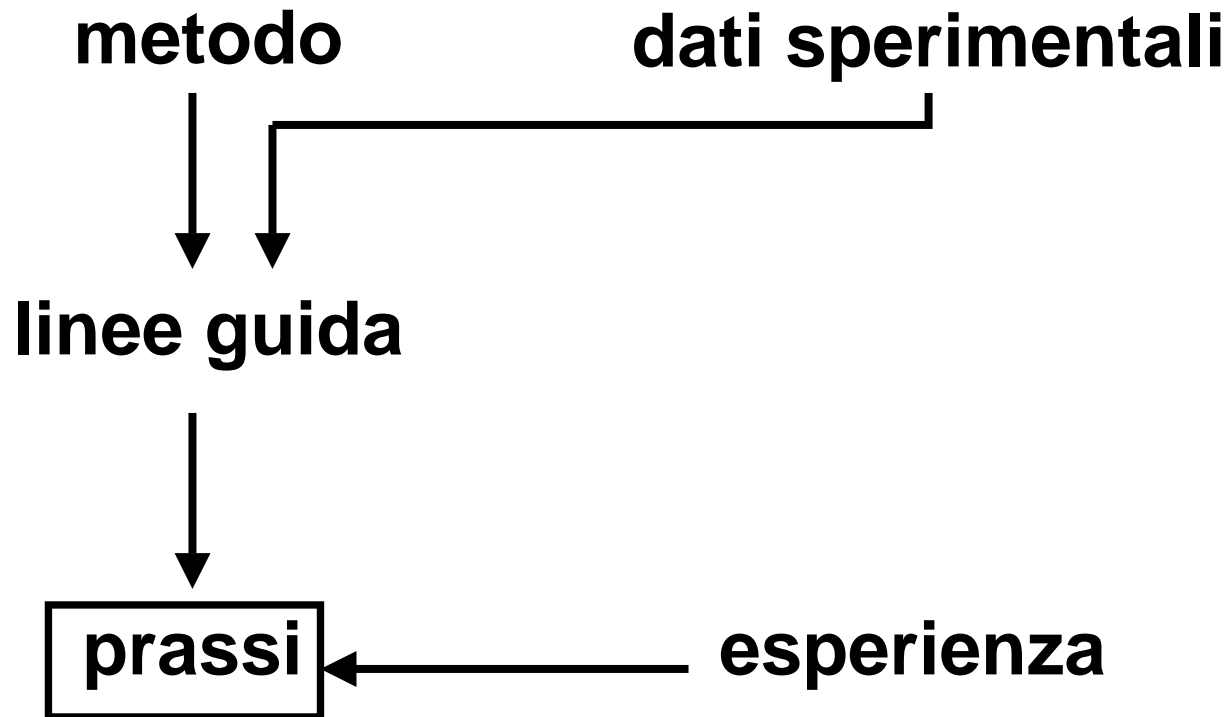 metodo dati sperimentali
linee guida
prassi esperienza